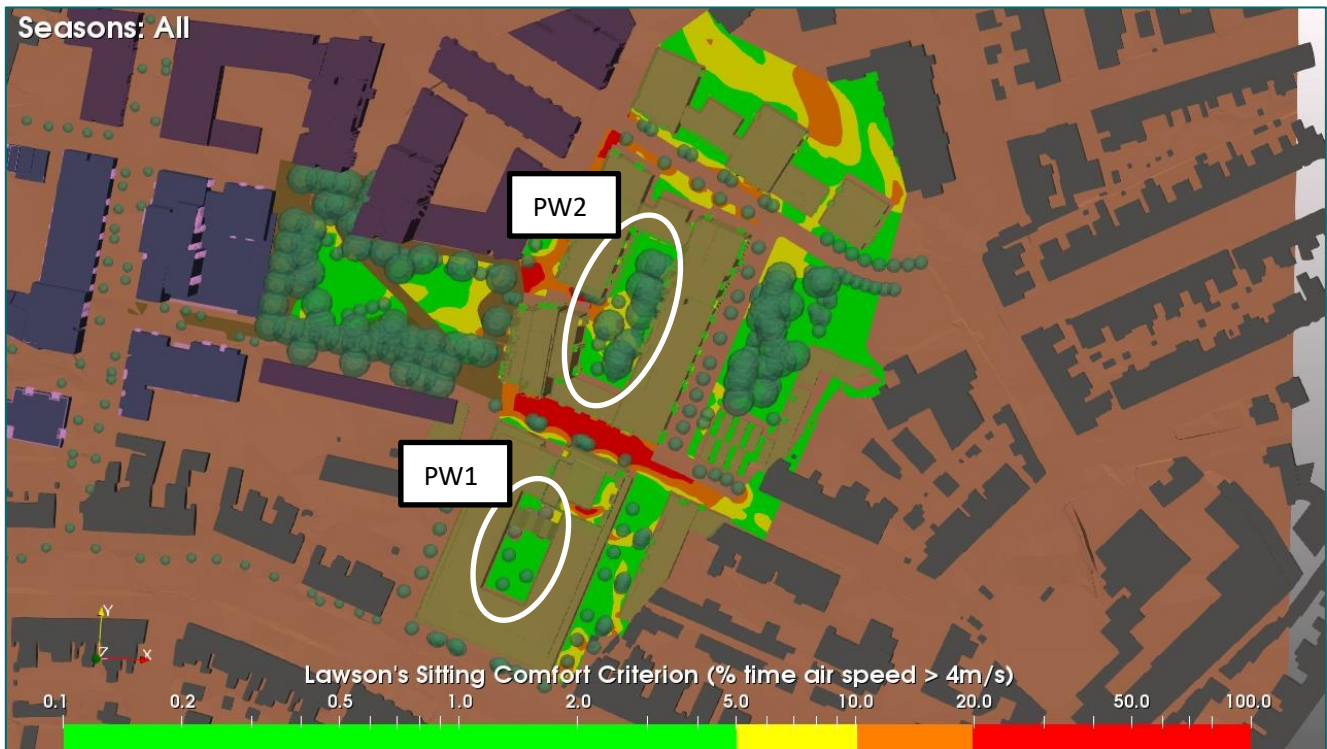 Seasons: All
PW2
PW1
Y
Z X
Lawson's Sitting Comfort Criterion (% time air speed > 4m/s)
0.1 0.2 0.5 1.0 2.0 5.0 10.0 20.0 50.0 100.0